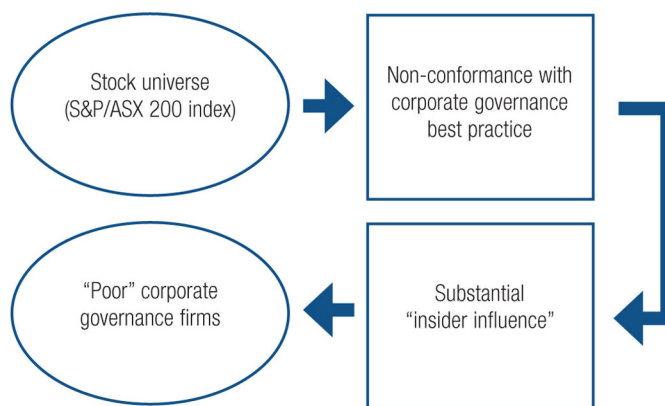 Stock universe
(S&P/ASX 200 index)
Non-conformance with
corporate governance
best practice
Substantial
“insider influence”
“Poor” corporate
governance firms